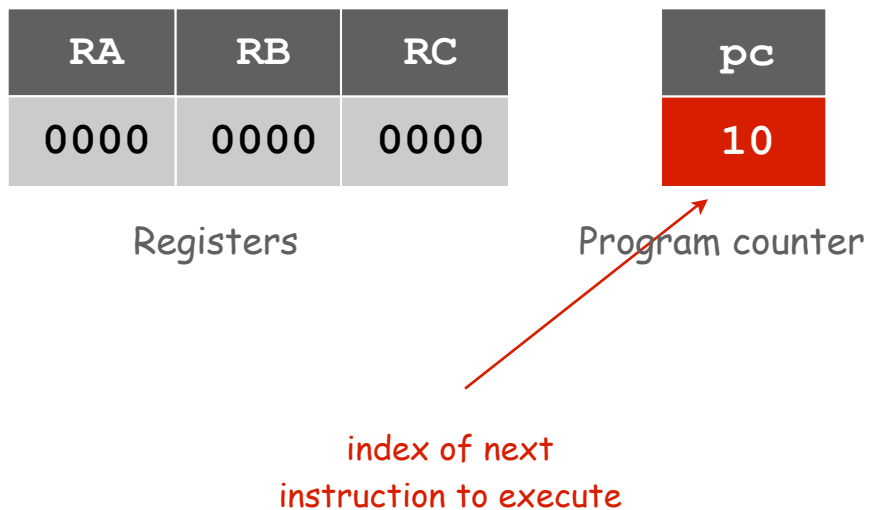 RA RB RC pc
0000 0000 0000 10
Registers Program counter
index of next
instruction to execute